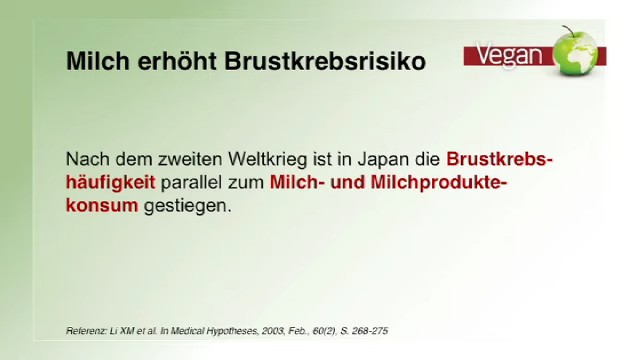 Milch erhöht Brustkrebsrisiko
Vegan
Nach dem zweiten Weltkrieg ist in Japan die Brustkrebs-
häufigkeit parallel zum Milch- und Milchprodukte-
konsum gestiegen.
Referenz: Li XM et al. In Medical Hypotheses, 2003, Feb., 60(2), S. 268-275